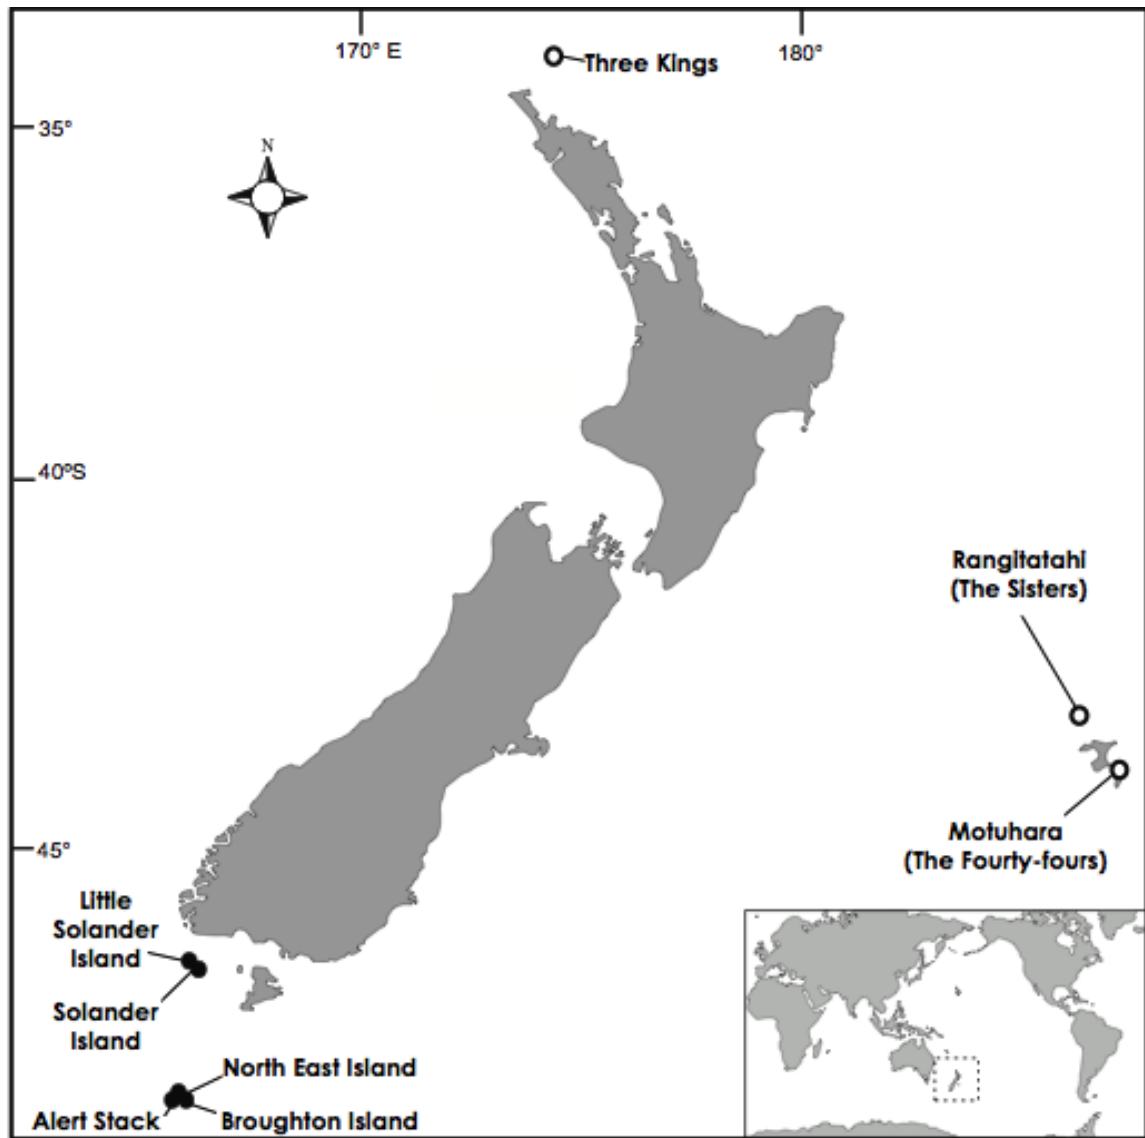 170° E
180°
Three Kings
35°
N
40°S
Rangitatahi
(The Sisters)
Motuhara
(The Fourty-fours)
45°
Little
Solander
Island
Solander
Island
North East Island
Alert Stack
Broughton Island